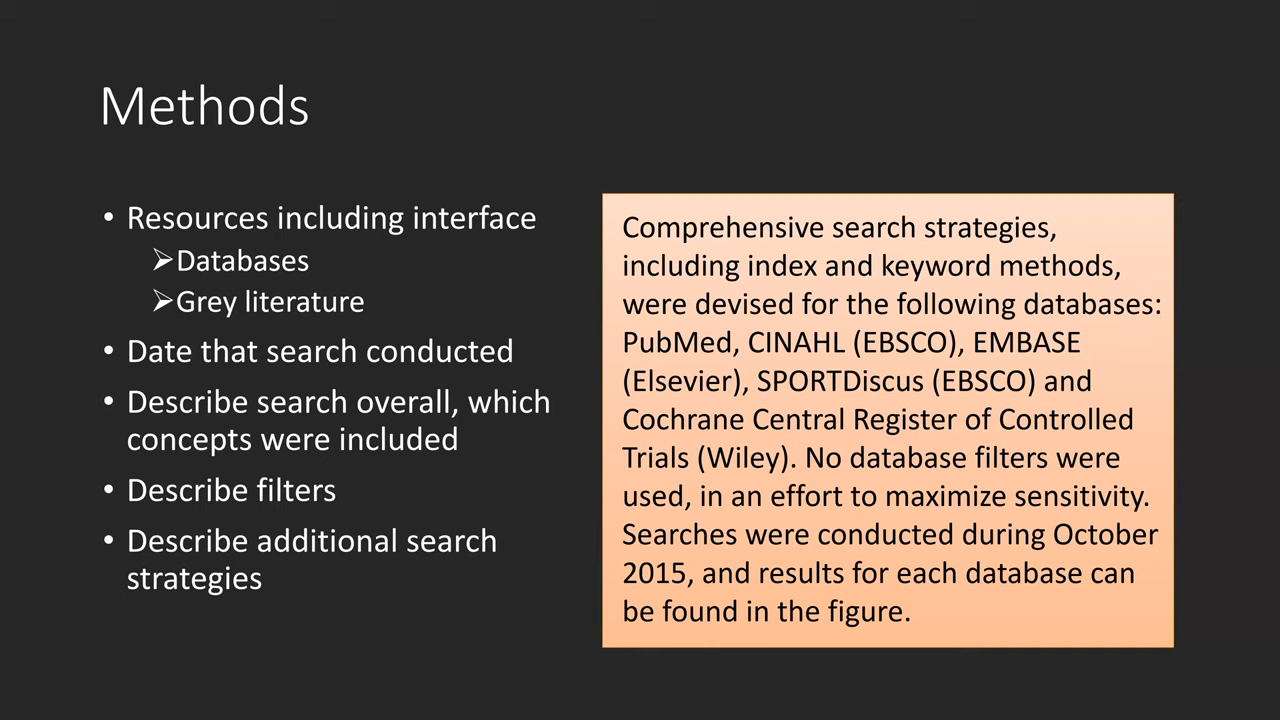 Methods
• Resources including interface
➢Databases
➢Grey literature
• Date that search conducted
• Describe search overall, which
concepts were included
• Describe filters
• Describe additional search
strategies
Comprehensive search strategies,
including index and keyword methods,
were devised for the following databases:
PubMed, CINAHL (EBSCO), EMBASE
(Elsevier), SPORTDiscus (EBSCO) and
Cochrane Central Register of Controlled
Trials (Wiley). No database filters were
used, in an effort to maximize sensitivity.
Searches were conducted during October
2015, and results for each database can
be found in the figure.